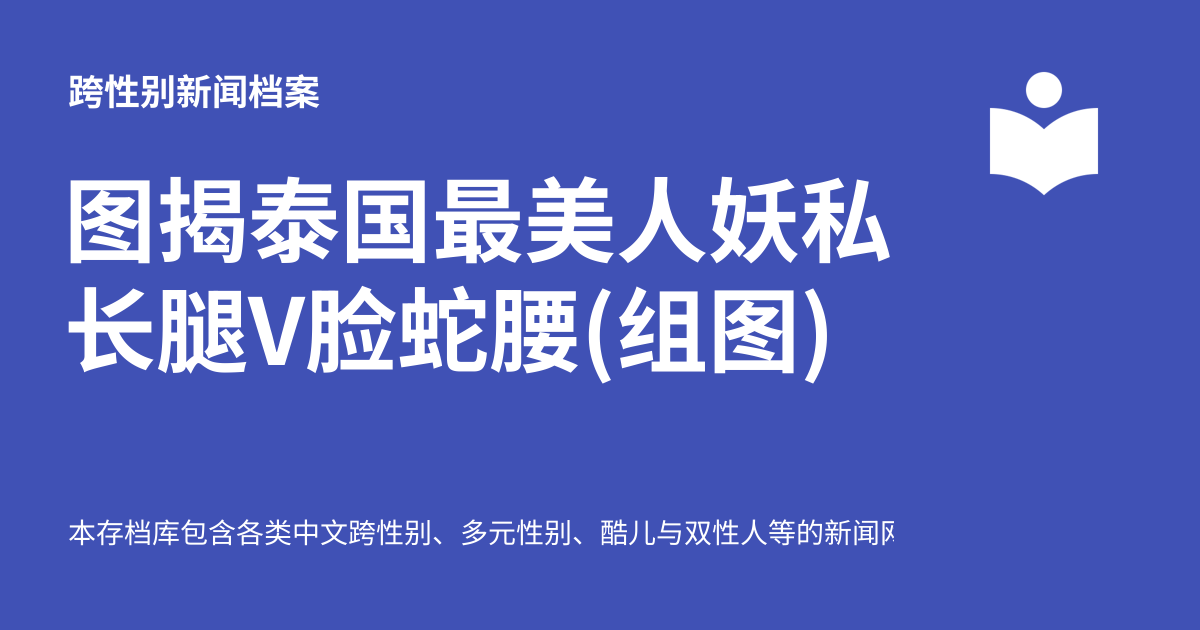 跨性别新闻档案
图揭泰国最美人妖私
长腿V脸蛇腰(组图)
本存档库包含各类中文跨性别、多元性别、酷儿与双性人等的新闻